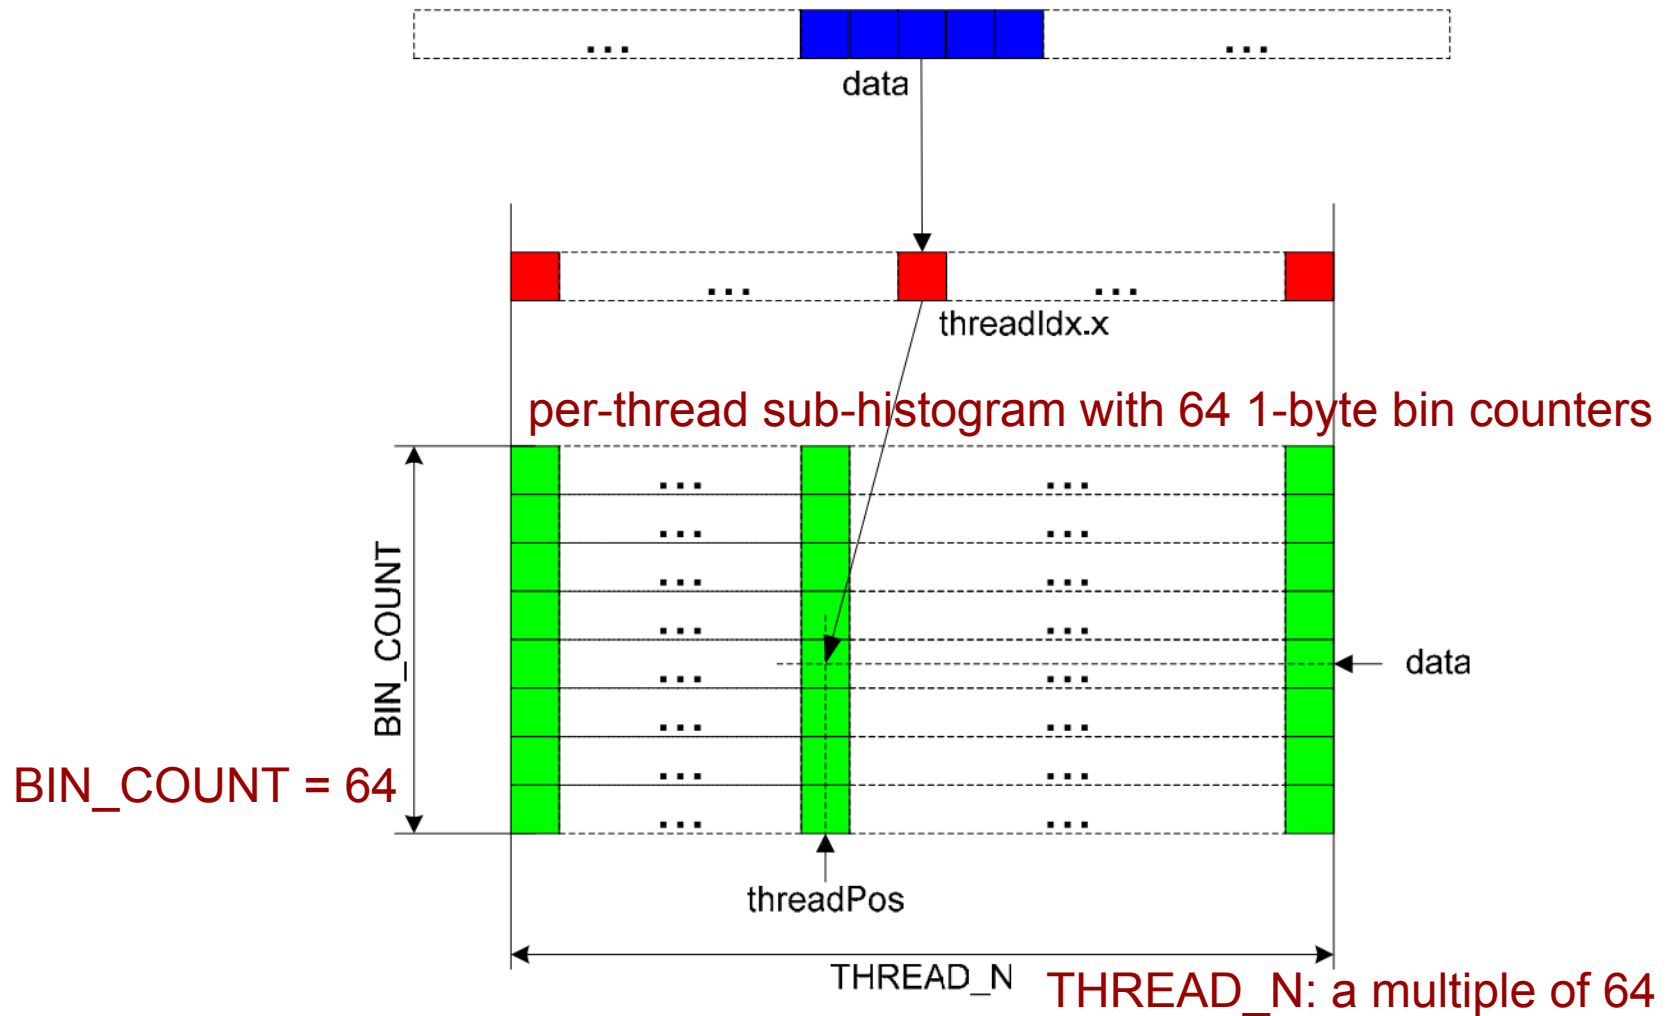 ... ...
data
... ...
threadIdx.x
per-thread sub-histogram with 64 1-byte bin counters
... ...
... ...
... ...
... ...
BIN_COUNT
data
... ...
... ...
BIN_COUNT = 64
... ...
... ...
threadPos
THREAD_N
THREAD_N: a multiple of 64